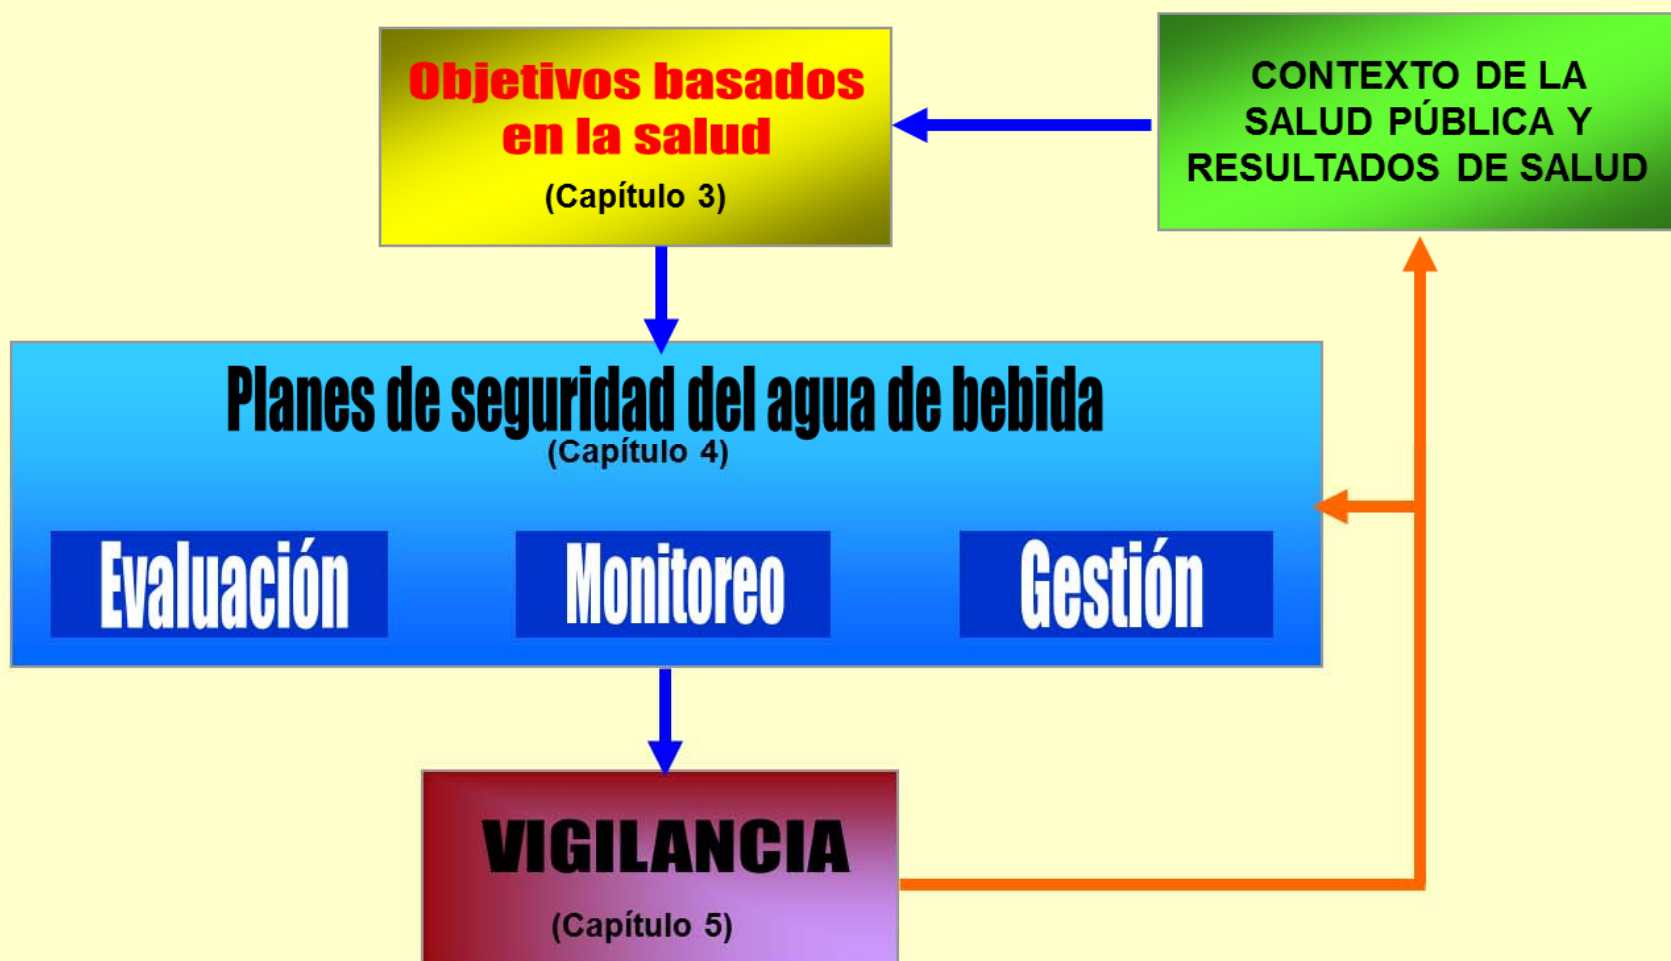 Objetivos basados
en la salud
(Capítulo 3)
CONTEXTO DE LA
SALUD PÚBLICA Y
RESULTADOS DE SALUD
Planes de seguridad del agua de bebida
(Capítulo 4)
Evaluación
Monitoreo
Gestión
VIGILANCIA
(Capítulo 5)